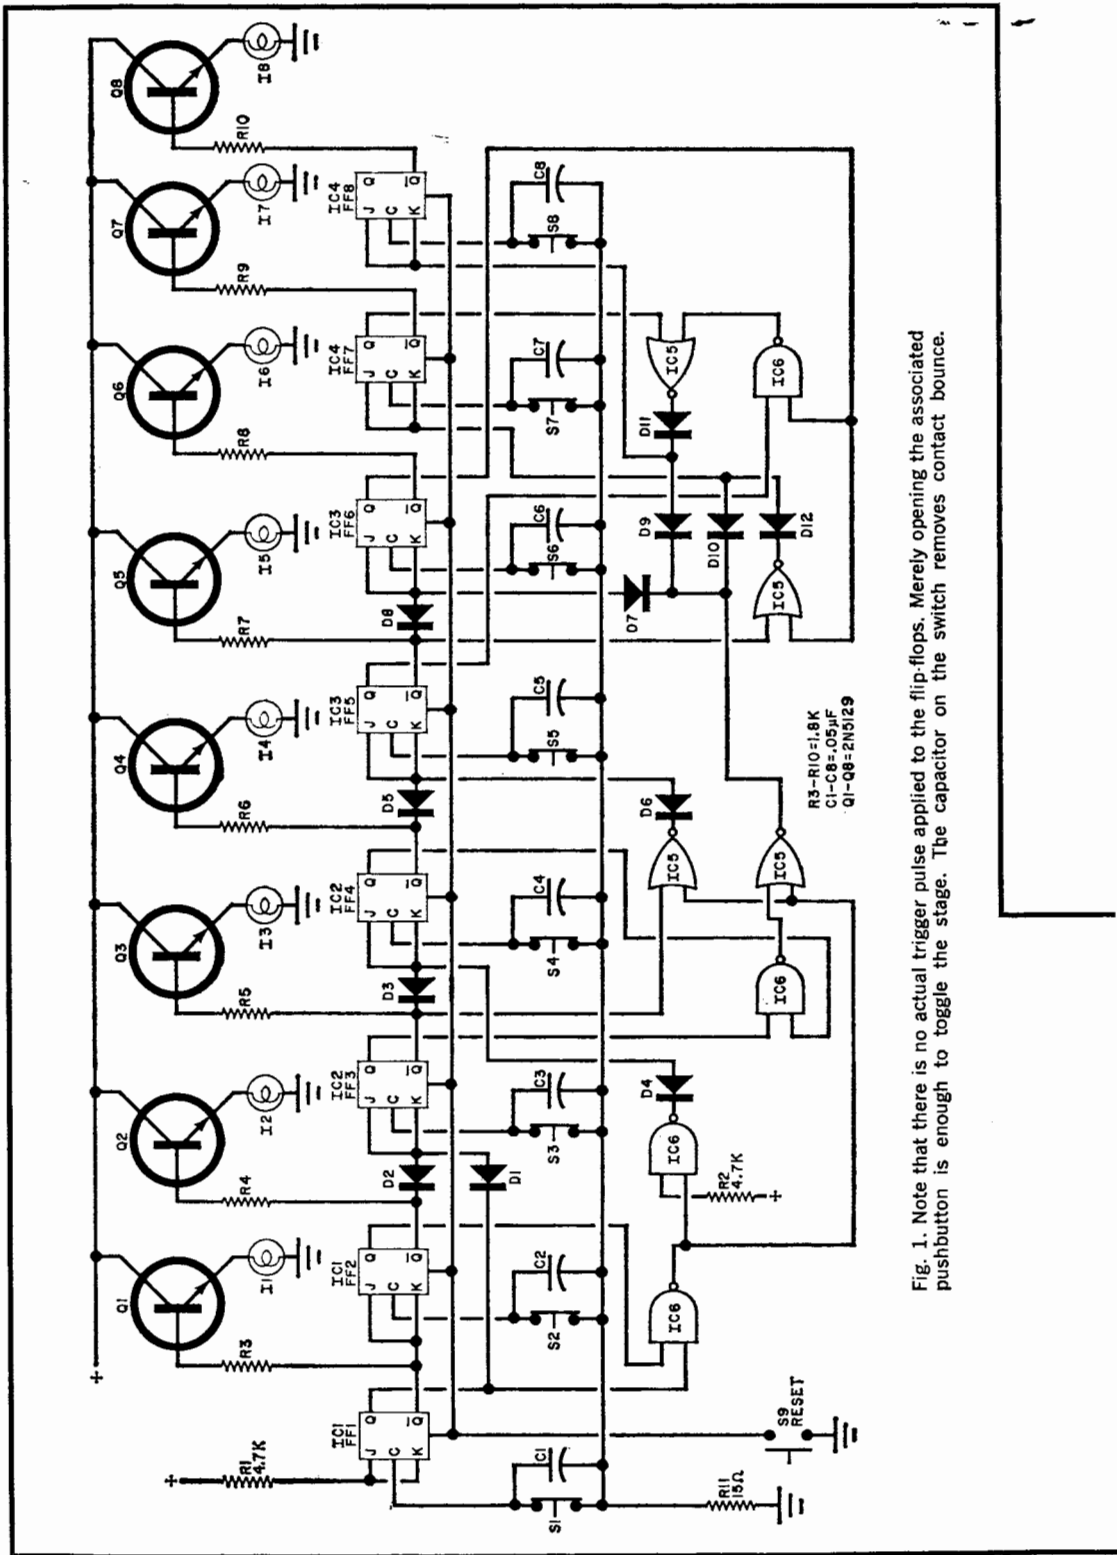 +
Q1
Q2
Q3
Q4
Q5
Q6
Q7
Q8
I1
I2
I3
I4
I5
I6
I7
I8
R1
4.7K
+
R3
R4
R5
R6
R7
R8
R9
R10
IC1
FF1
J Q
C
K Q̅
IC1
FF2
J Q
C
K Q̅
IC2
FF3
J Q
C
K Q̅
IC2
FF4
J Q
C
K Q̅
IC3
FF5
J Q
C
K Q̅
IC3
FF6
J Q
C
K Q̅
IC4
FF7
J Q
C
K Q̅
IC4
FF8
J Q
C
K Q̅
D2
D1
D3
D5
D8
S1
C1
S2
C2
S3
C3
S4
C4
S5
C5
S6
C6
S7
C7
S8
C8
R11
15Ω
S9
RESET
IC6
IC6
D4
R2
4.7K
+
IC6
IC5
D6
IC5
D7
D9
D10
D11
D12
IC5
IC5
IC6
R3-R10=1.8K
C1-C8=.05µF
Q1-Q8=2N5129
Fig. 1. Note that there is no actual trigger pulse applied to the flip-flops. Merely opening the associated
pushbutton is enough to toggle the stage. The capacitor on the switch removes contact bounce.